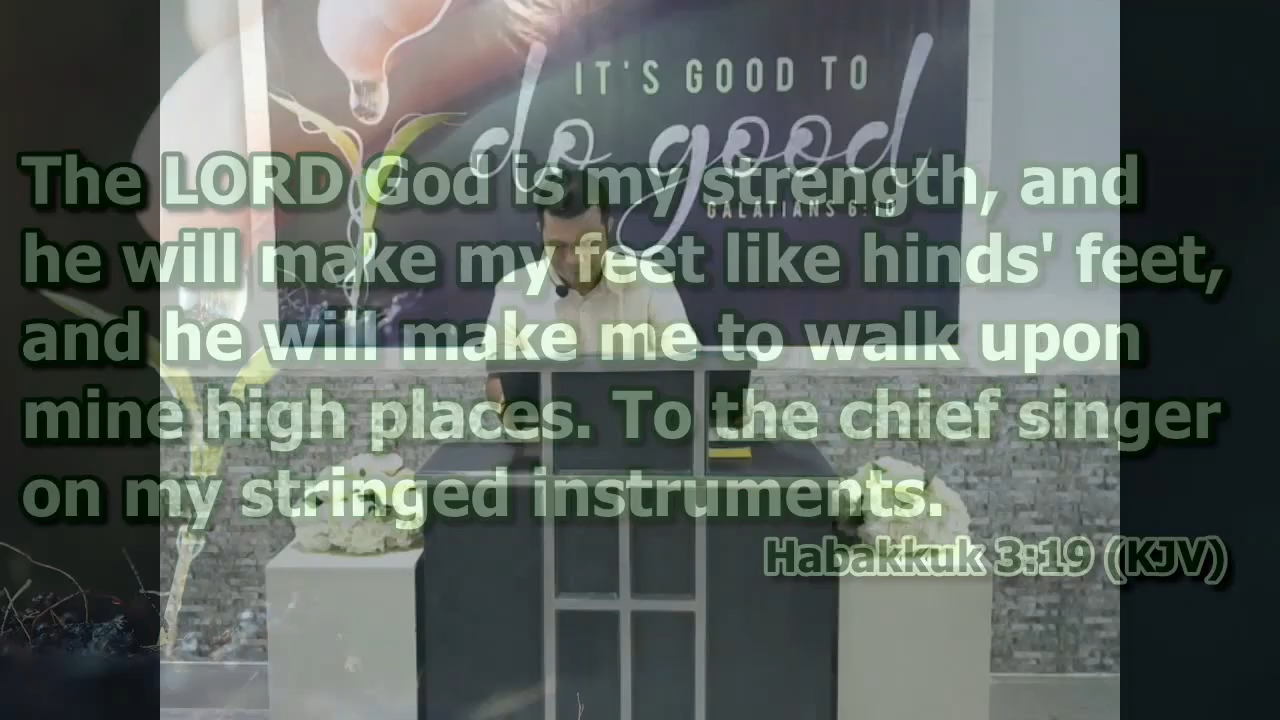 IT'S GOOD TO
do good
GALATIANS 6:10
The LORD God is my strength, and
he will make my feet like hinds' feet,
and he will make me to walk upon
mine high places. To the chief singer
on my stringed instruments.
Habakkuk 3:19 (KJV)